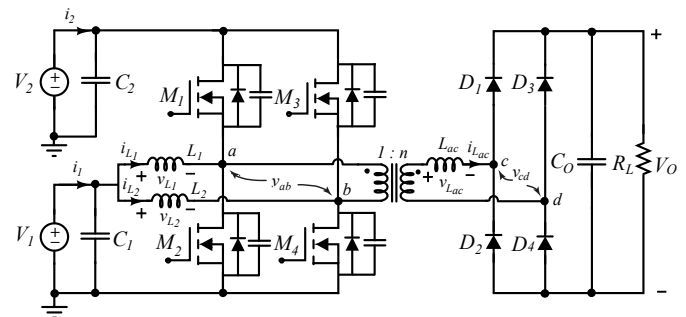 i2
V2
C2
M1
M3
i1
iL1
L1
vL1
a
iL2
L2
vL2
vab
b
V1
C1
M2
M4
1 : n
Lac
iLac
vLac
c
vcd
d
D1
D3
D2
D4
CO
RL
VO
+
−